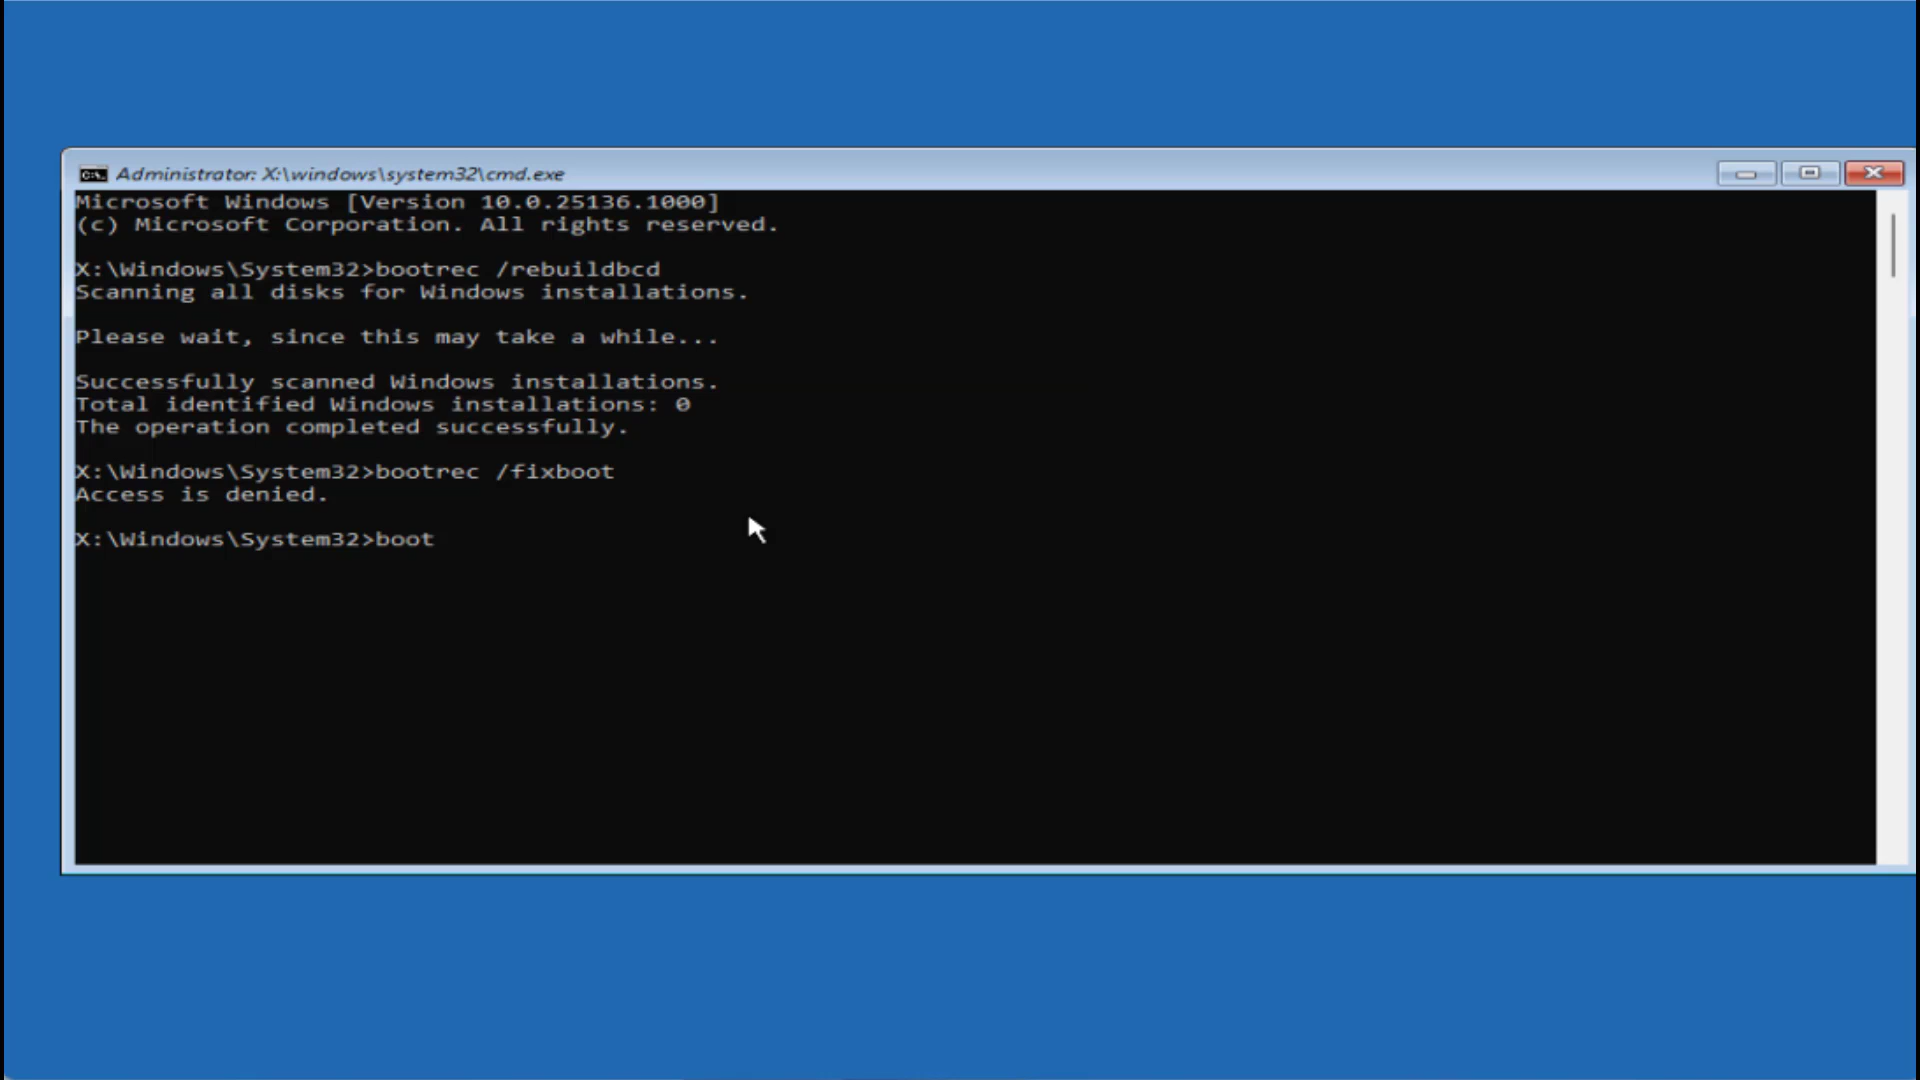 Administrator: X:\windows\system32\cmd.exe
Microsoft Windows [Version 10.0.25136.1000]
(c) Microsoft Corporation. All rights reserved.
X:\Windows\System32>bootrec /rebuildbcd
Scanning all disks for Windows installations.
Please wait, since this may take a while...
Successfully scanned Windows installations.
Total identified Windows installations: 0
The operation completed successfully.
X:\Windows\System32>bootrec /fixboot
Access is denied.
X:\Windows\System32>boot